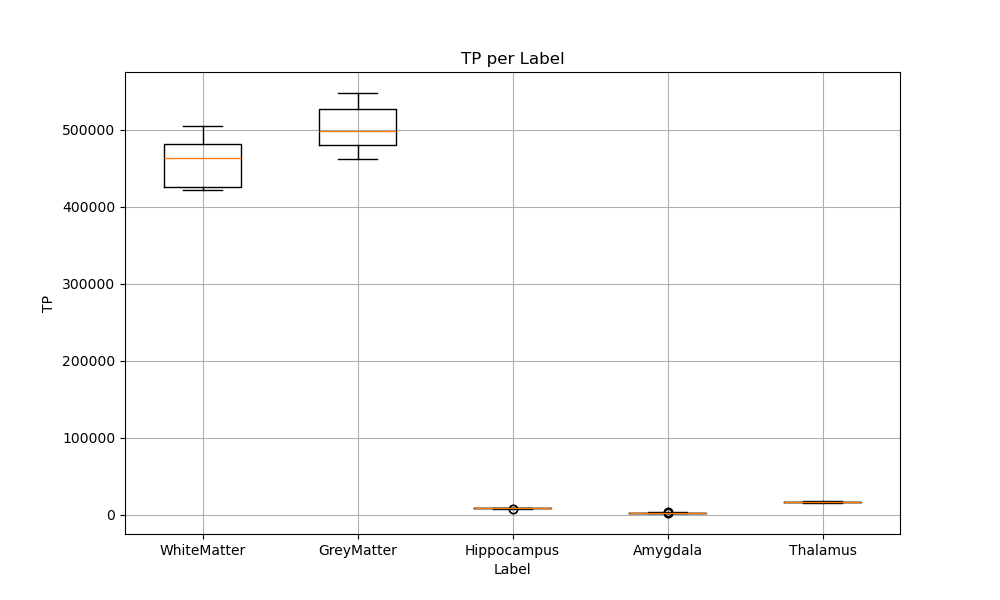 TP per Label
TP
500000
400000
300000
200000
100000
0
WhiteMatter GreyMatter Hippocampus Amygdala Thalamus
Label